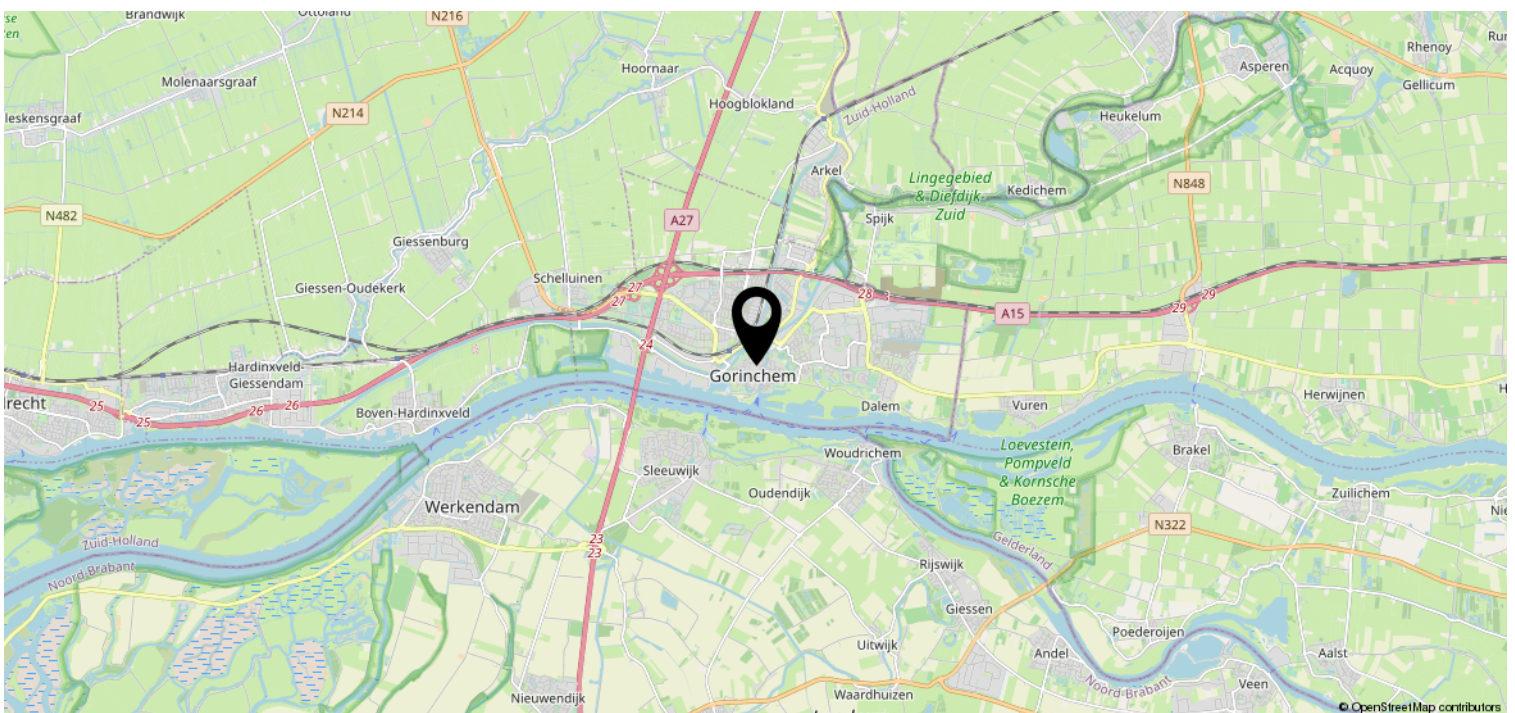 Brandwijk
Ottoland
N216
Rhenoy
Asperen
Acquoy
Gellicum
Molenaarsgraaf
Hoornaar
Hoogblokland
N214
leskensgraaf
Zuid-Holland
Heukelum
Arkel
Lingegebied
& Diefdijk-
Zuid
Kedichem
N848
N482
A27
Spijk
Giessenburg
Schelluinen
Giessen-Oudekerk
27
27
28
29
29
A15
24
Gorinchem
Hardinxveld-
Giessendam
25
25
26
26
drecht
Boven-Hardinxveld
Dalem
Vuren
Herwijnen
Loevestein,
Pompveld
& Kornsche
Boezem
Woudrichem
Brakel
Sleeuwijk
Oudendijk
Zuilichem
Werkendam
N322
23
23
Zuid-Holland
Noord-Brabant
Gelderland
Rijswijk
Giessen
Poederoijen
Uitwijk
Andel
Aalst
Noord-Brabant
Veen
Nieuwendijk
Waardhuizen
© OpenStreetMap contributors